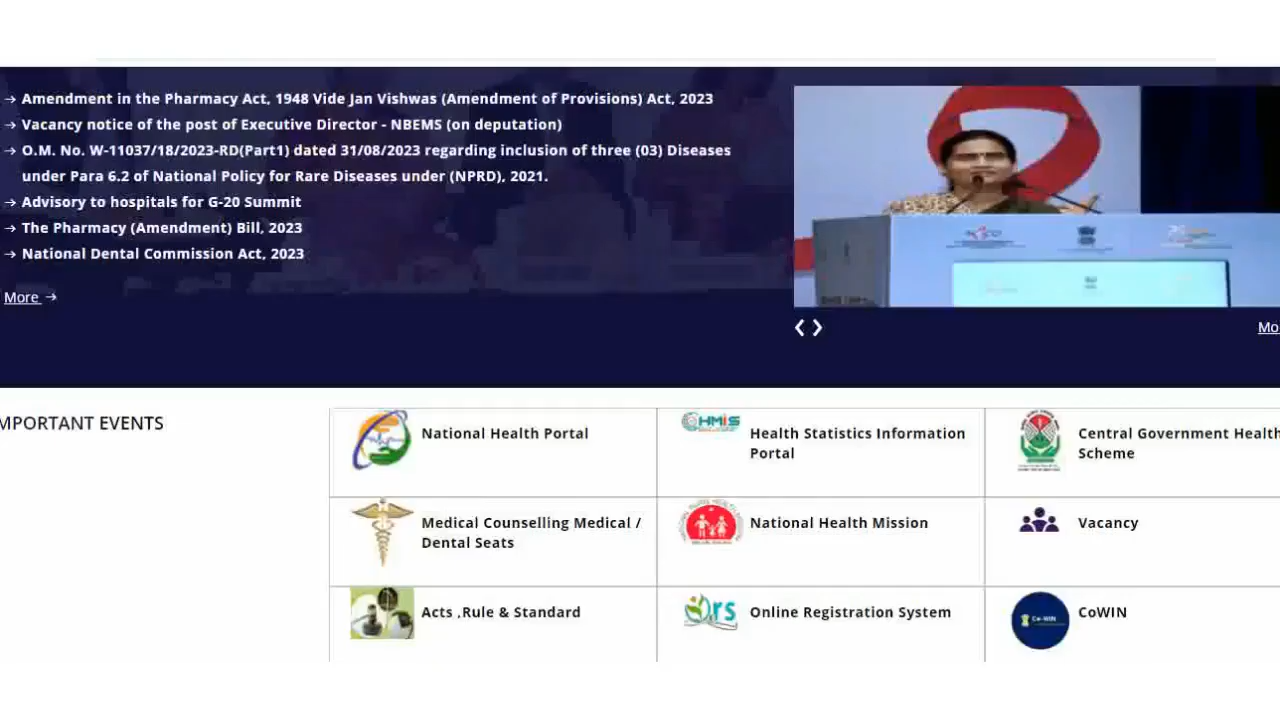 → Amendment in the Pharmacy Act, 1948 Vide Jan Vishwas (Amendment of Provisions) Act, 2023
→ Vacancy notice of the post of Executive Director - NBEMS (on deputation)
→ O.M. No. W-11037/18/2023-RD(Part1) dated 31/08/2023 regarding inclusion of three (03) Diseases
under Para 6.2 of National Policy for Rare Diseases under (NPRD), 2021.
→ Advisory to hospitals for G-20 Summit
→ The Pharmacy (Amendment) Bill, 2023
→ National Dental Commission Act, 2023
More →
Mo
MPORTANT EVENTS
National Health Portal
HMIS
Health Statistics Information
Portal
Central Government Health
Scheme
Medical Counselling Medical /
Dental Seats
National Health Mission
Vacancy
Acts ,Rule & Standard
Ors
Online Registration System
Co-WIN
CoWIN